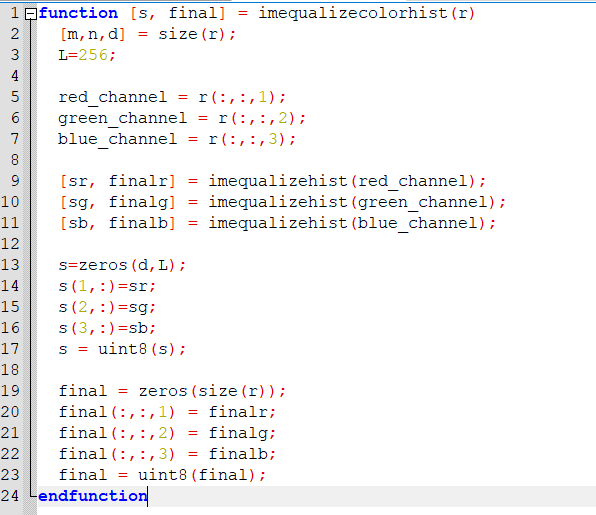 1 function [s, final] = imequalizecolorhist(r)
2   [m,n,d] = size(r);
3   L=256;
4
5   red_channel = r(:,:,1);
6   green_channel = r(:,:,2);
7   blue_channel = r(:,:,3);
8
9   [sr, finalr] = imequalizehist(red_channel);
10   [sg, finalg] = imequalizehist(green_channel);
11   [sb, finalb] = imequalizehist(blue_channel);
12
13   s=zeros(d,L);
14   s(1,:)=sr;
15   s(2,:)=sg;
16   s(3,:)=sb;
17   s = uint8(s);
18
19   final = zeros(size(r));
20   final(:,:,1) = finalr;
21   final(:,:,2) = finalg;
22   final(:,:,3) = finalb;
23   final = uint8(final);
24 endfunction